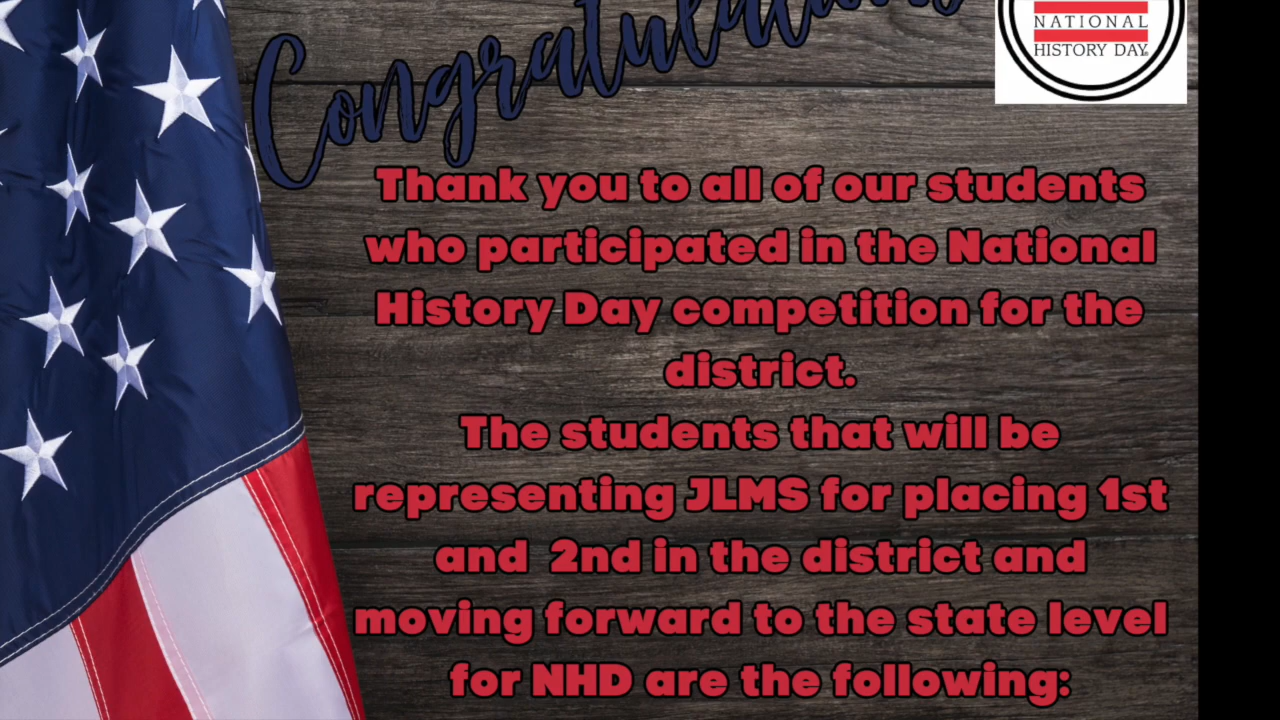 Congratulations
NATIONAL
HISTORY DAY
Thank you to all of our students
who participated in the National
History Day competition for the
district.
The students that will be
representing JLMS for placing 1st
and 2nd in the district and
moving forward to the state level
for NHD are the following: